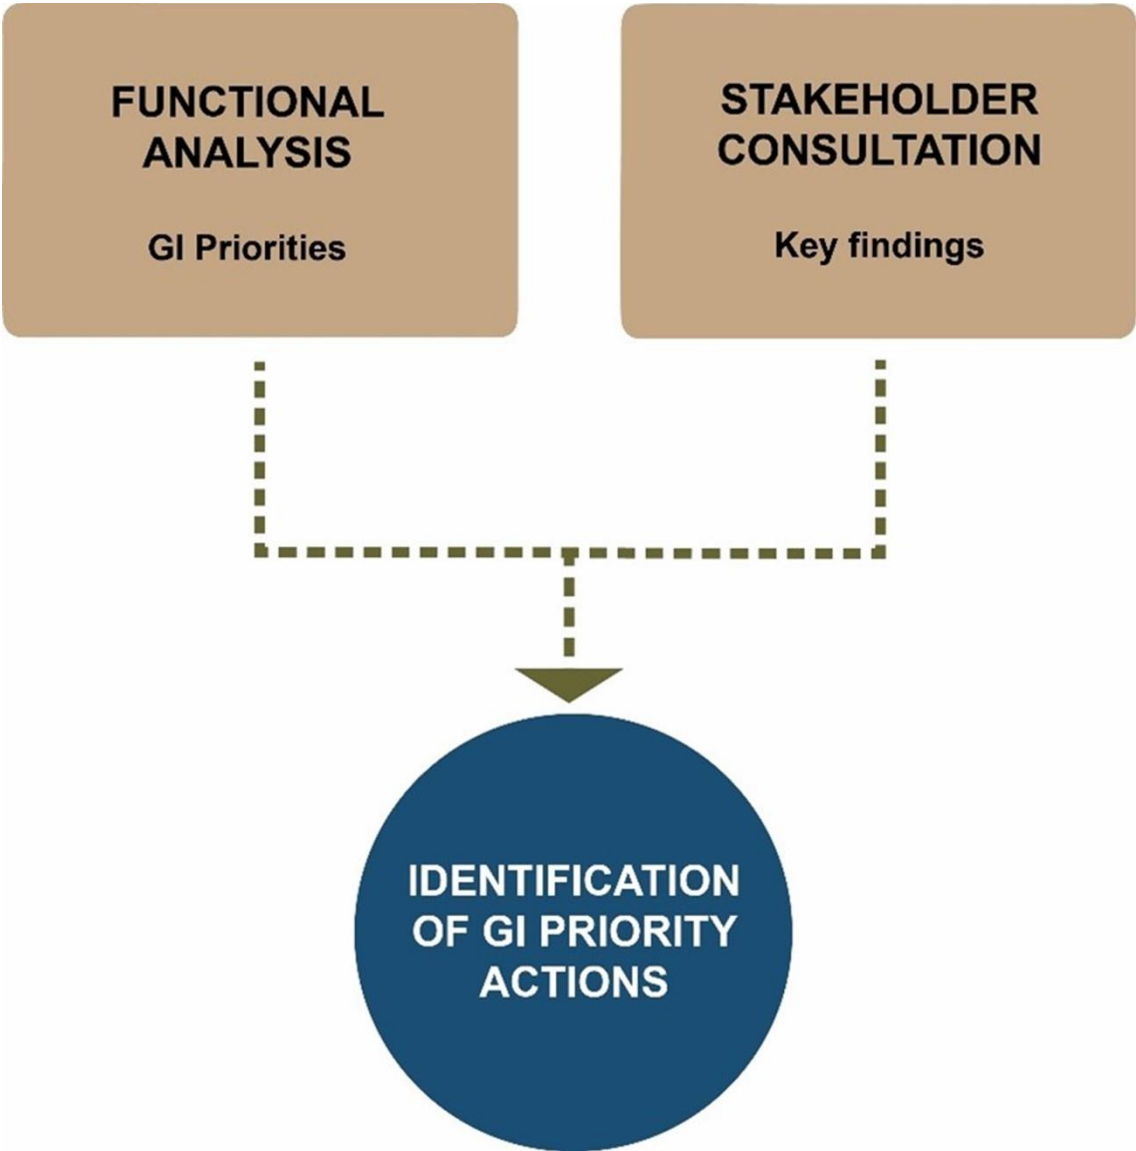 FUNCTIONAL
ANALYSIS
GI Priorities
STAKEHOLDER
CONSULTATION
Key findings
IDENTIFICATION
OF GI PRIORITY
ACTIONS